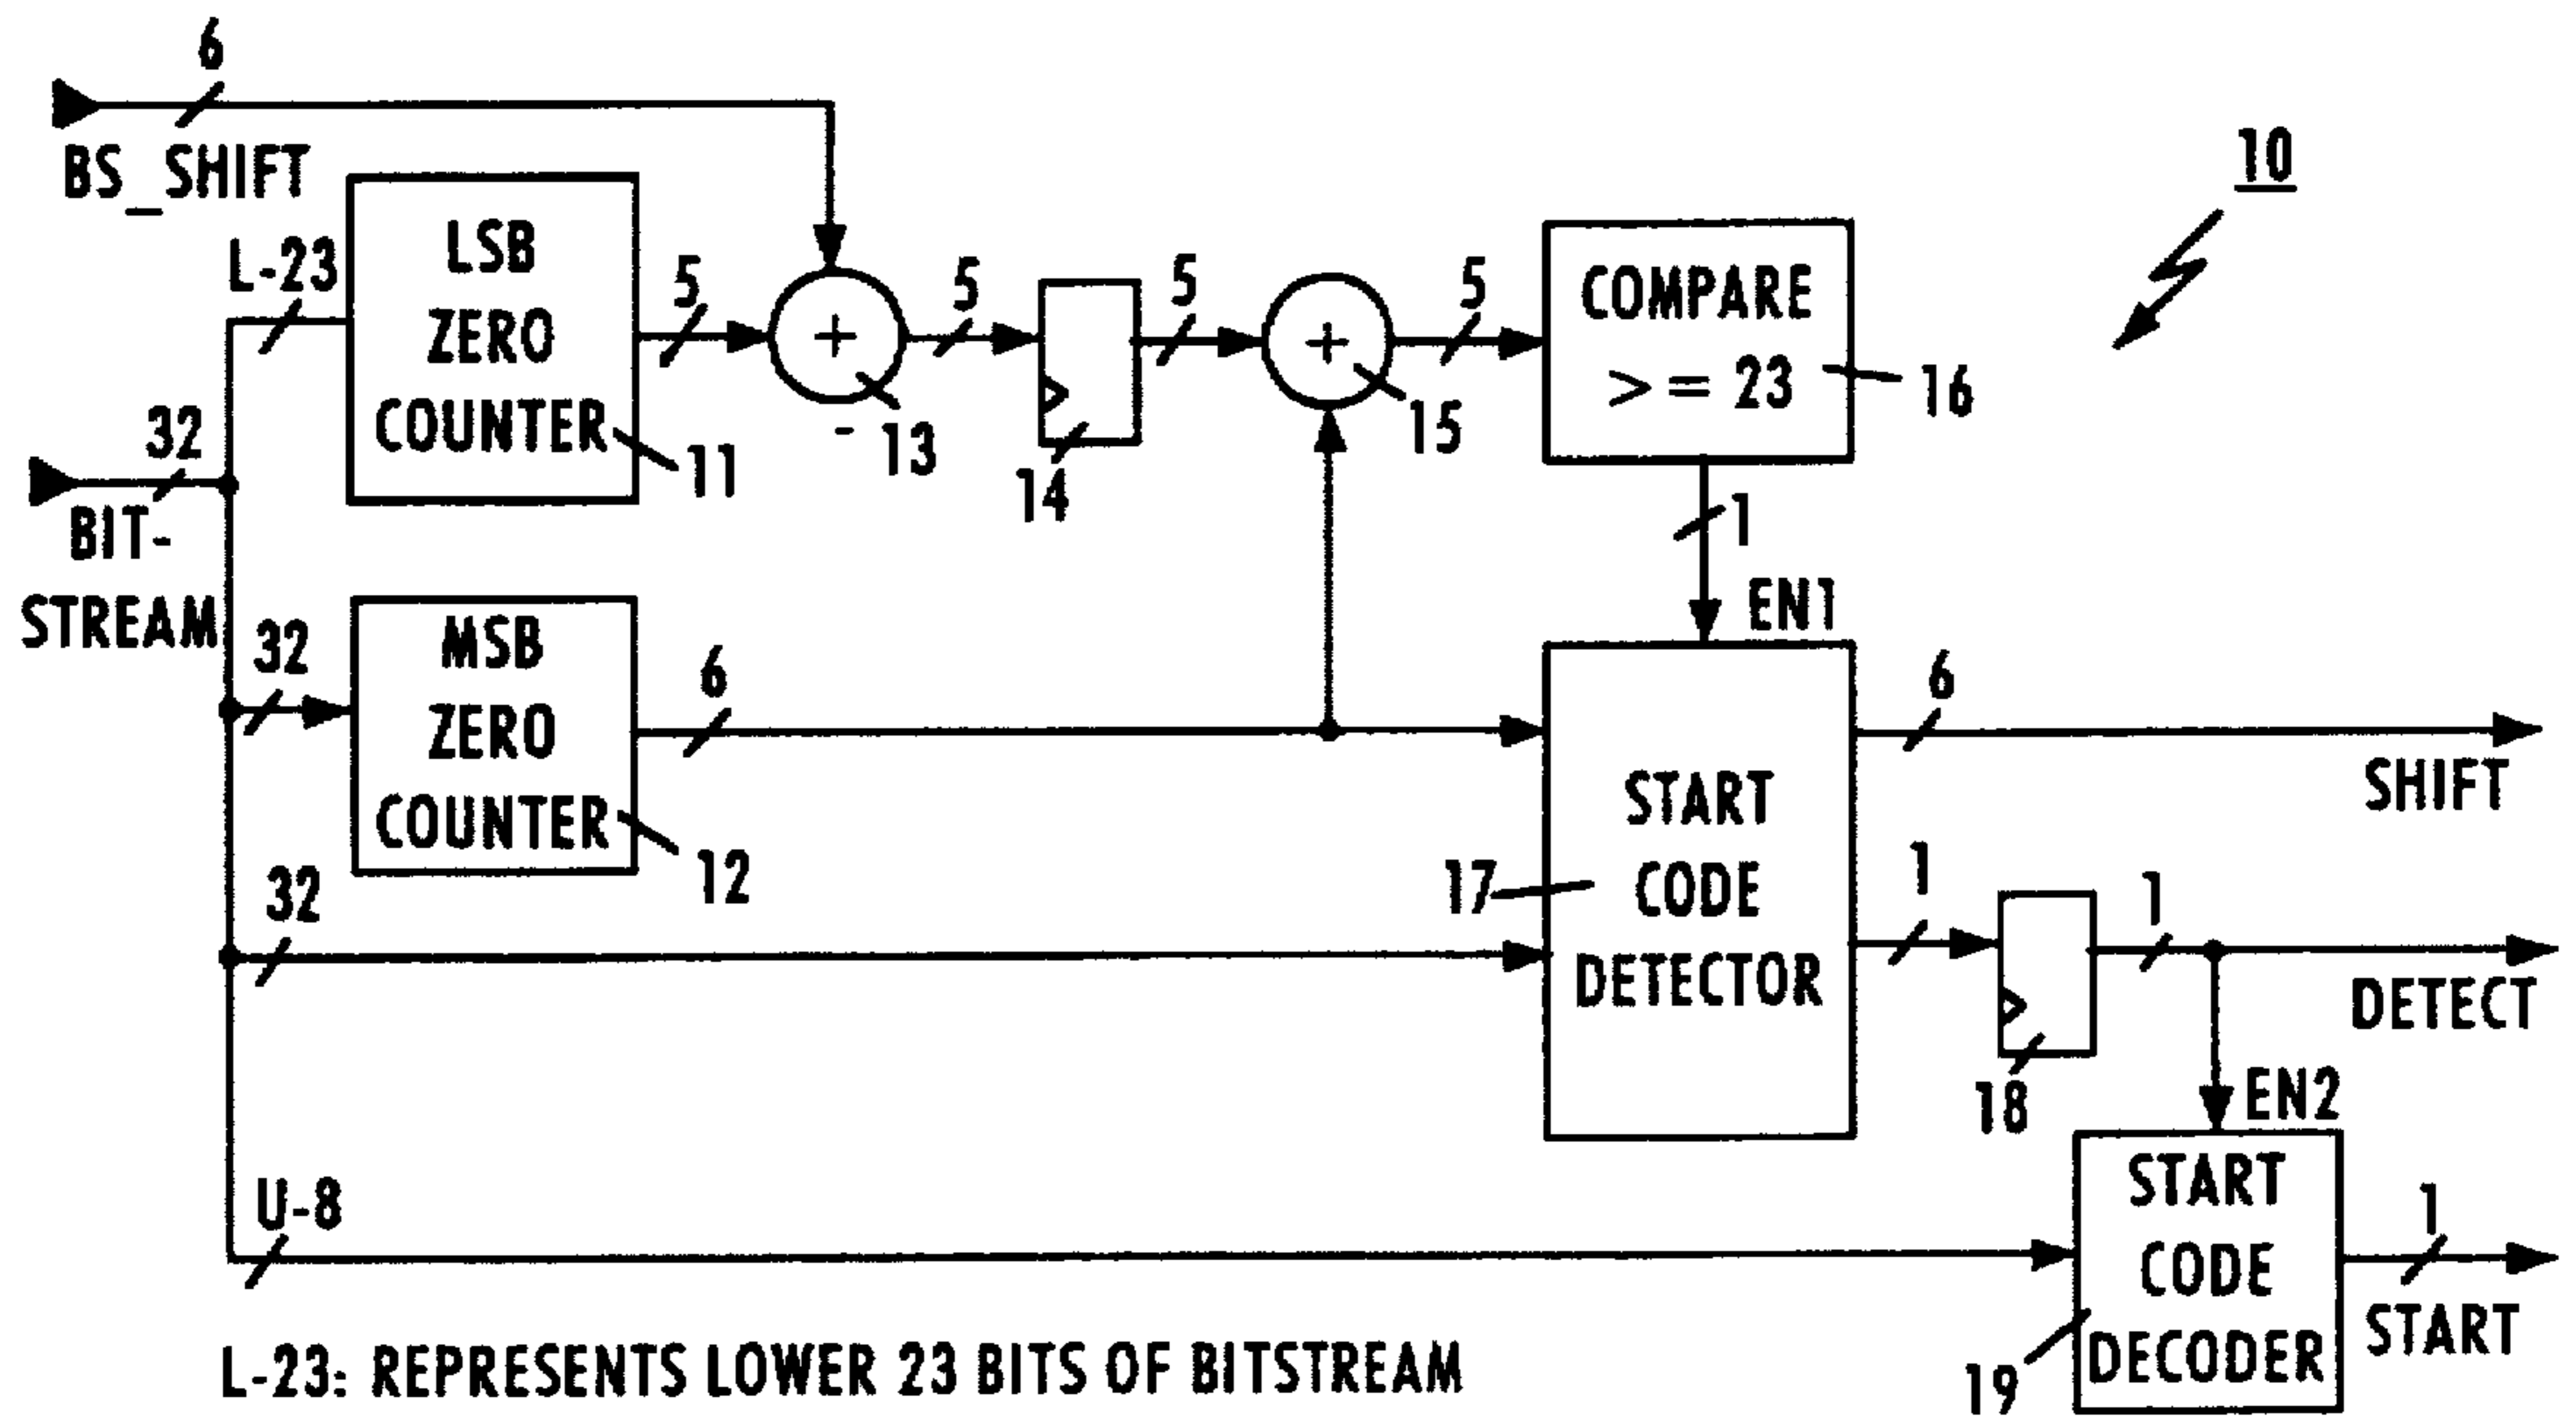 6
BS_SHIFT
10
L-23
LSB
ZERO
COUNTER
11
5
+
- 13
5
14
5
+
15
5
COMPARE
> = 23
16
32
BIT-
STREAM
1
EN1
32
MSB
ZERO
COUNTER
12
6
START
CODE
DETECTOR
17
6
SHIFT
32
1
18
1
DETECT
EN2
U-8
START
CODE
DECODER
19
1
START
L-23: REPRESENTS LOWER 23 BITS OF BITSTREAM